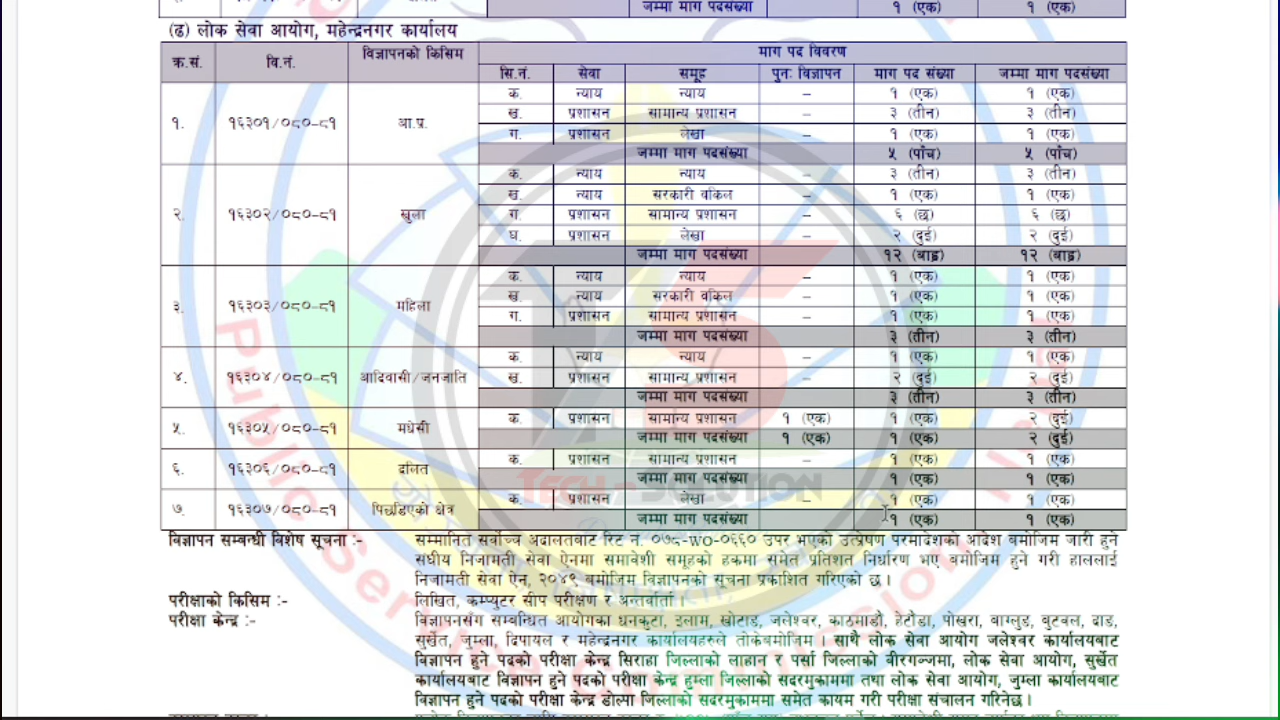 जम्मा माग पदसंख्या १ (एक) १ (एक)
(ढ) लोक सेवा आयोग, महेन्द्रनगर कार्यालय
क्र.सं. वि.नं. विज्ञापनको किसिम माग पद विवरण
सि.नं. सेवा समूह पुनः विज्ञापन माग पद संख्या जम्मा माग पदसंख्या
क. न्याय न्याय – १ (एक) १ (एक)
१. १६३०१/०८०-८१ आ.प्र. ख. प्रशासन सामान्य प्रशासन – ३ (तीन) ३ (तीन)
ग. प्रशासन लेखा – १ (एक) १ (एक)
जम्मा माग पदसंख्या ५ (पाँच) ५ (पाँच)
क. न्याय न्याय – ३ (तीन) ३ (तीन)
ख. न्याय सरकारी वकिल – १ (एक) १ (एक)
२. १६३०२/०८०-८१ खुला ग. प्रशासन सामान्य प्रशासन – ६ (छ) ६ (छ)
घ. प्रशासन लेखा – २ (दुई) २ (दुई)
जम्मा माग पदसंख्या १२ (बाह्र) १२ (बाह्र)
क. न्याय न्याय – १ (एक) १ (एक)
३. १६३०३/०८०-८१ महिला ख. न्याय सरकारी वकिल – १ (एक) १ (एक)
ग. प्रशासन सामान्य प्रशासन – १ (एक) १ (एक)
जम्मा माग पदसंख्या ३ (तीन) ३ (तीन)
क. न्याय न्याय – १ (एक) १ (एक)
४. १६३०४/०८०-८१ आदिवासी/जनजाति ख. प्रशासन सामान्य प्रशासन – २ (दुई) २ (दुई)
जम्मा माग पदसंख्या ३ (तीन) ३ (तीन)
५. १६३०५/०८०-८१ मधेसी क. प्रशासन सामान्य प्रशासन १ (एक) १ (एक) २ (दुई)
जम्मा माग पदसंख्या १ (एक) १ (एक) २ (दुई)
६. १६३०६/०८०-८१ दलित क. प्रशासन सामान्य प्रशासन – १ (एक) १ (एक)
जम्मा माग पदसंख्या १ (एक) १ (एक)
७. १६३०७/०८०-८१ पिछडिएको क्षेत्र क. प्रशासन लेखा – १ (एक) १ (एक)
जम्मा माग पदसंख्या १ (एक) १ (एक)
विज्ञापन सम्बन्धी विशेष सूचना :- सम्मानित सर्वोच्च अदालतबाट रिट नं. ०७८-WO-०६६० उपर भएको उत्प्रेषण परमादेशको आदेश बमोजिम जारी हुने
संघीय निजामती सेवा ऐनमा समावेशी समूहको हकमा समेत प्रतिशत निर्धारण भए बमोजिम हुने गरी हाललाई
निजामती सेवा ऐन, २०४९ बमोजिम विज्ञापनको सूचना प्रकाशित गरिएको छ।
परीक्षाको किसिम :- लिखित, कम्प्युटर सीप परीक्षण र अन्तर्वार्ता।
परीक्षा केन्द्र :- विज्ञापनसँग सम्बन्धित आयोगका धनकुटा, इलाम, खोटाङ, जलेश्वर, काठमाडौं, हेटौंडा, पोखरा, बाग्लुङ, बुटवल, दाङ,
सुर्खेत, जुम्ला, दिपायल र महेन्द्रनगर कार्यालयहरुले तोकेबमोजिम। साथै लोक सेवा आयोग जलेश्वर कार्यालयबाट
विज्ञापन हुने पदको परीक्षा केन्द्र सिराहा जिल्लाको लाहान र पर्सा जिल्लाको वीरगञ्जमा, लोक सेवा आयोग, सुर्खेत
कार्यालयबाट विज्ञापन हुने पदको परीक्षा केन्द्र हुम्ला जिल्लाको सदरमुकाममा तथा लोक सेवा आयोग, जुम्ला कार्यालयबाट
विज्ञापन हुने पदको परीक्षा केन्द्र डोल्पा जिल्लाको सदरमुकाममा समेत कायम गरी परीक्षा संचालन गरिनेछ।
TECH-SOLUTION
Public Service Commission